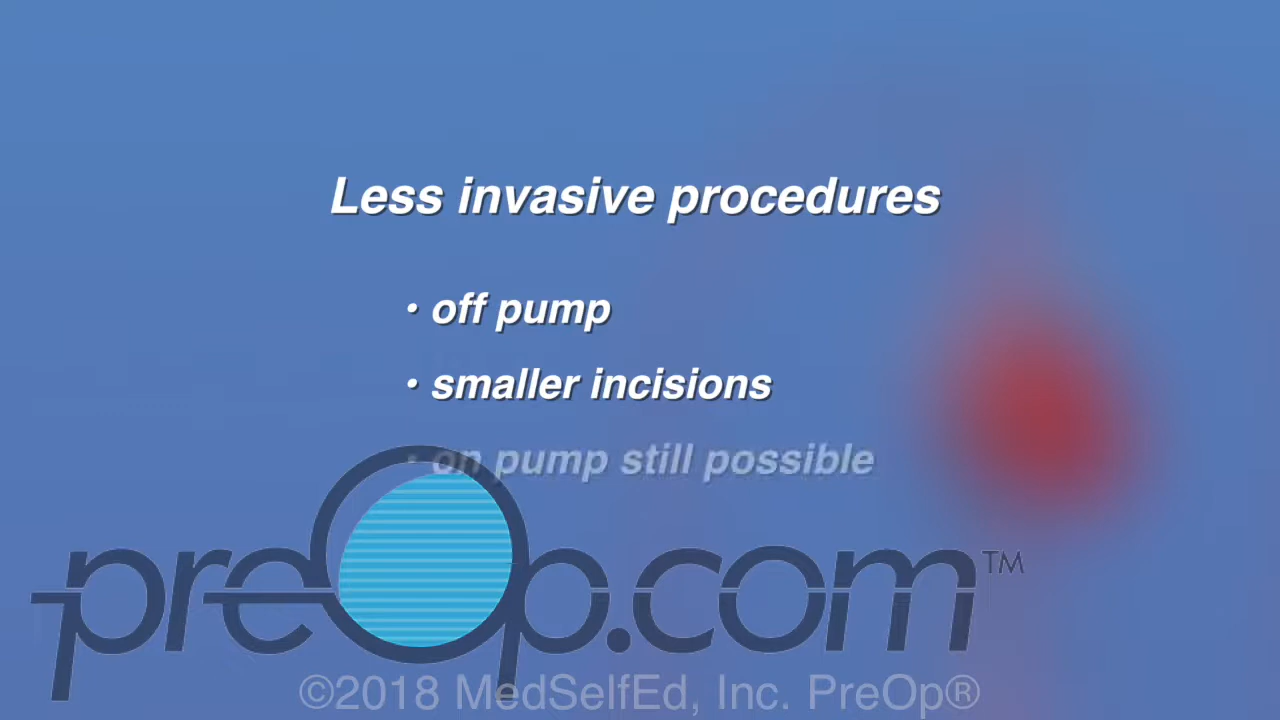 Less invasive procedures
• off pump
• smaller incisions
• on pump still possible
preOp.com™
©2018 MedSelfEd, Inc. PreOp®